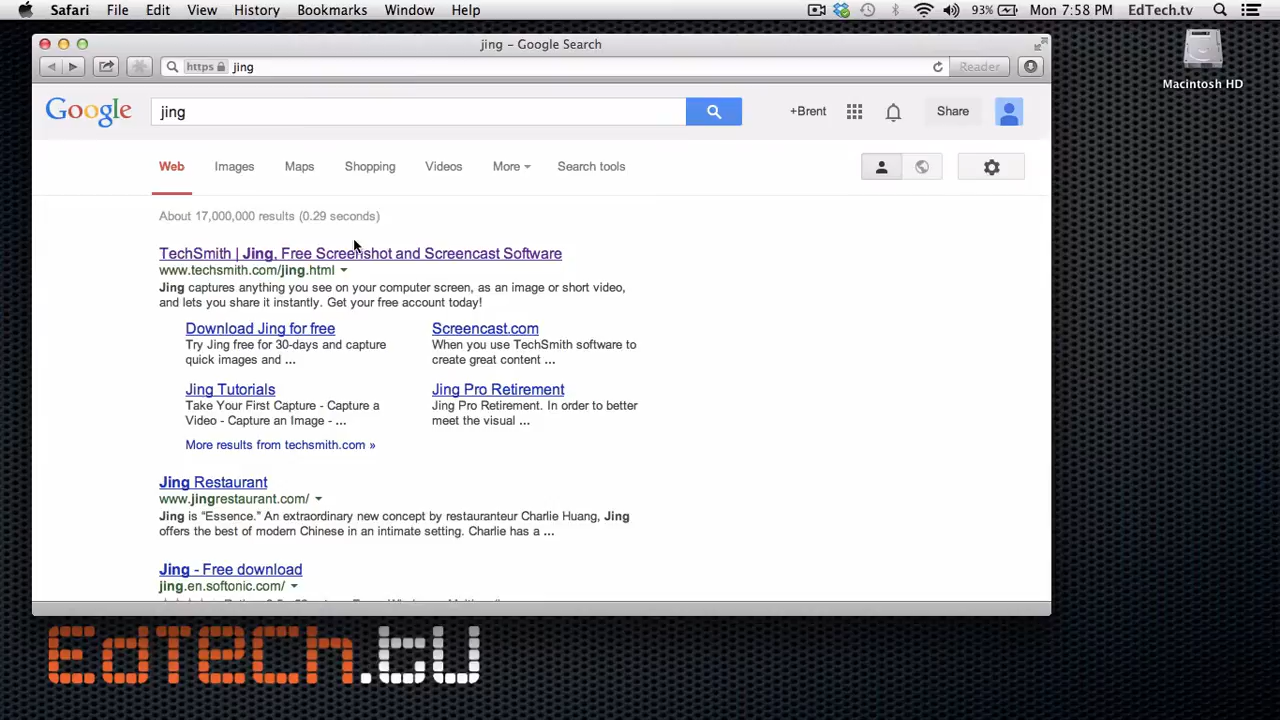 Safari File Edit View History Bookmarks Window Help 93% Mon 7:58 PM EdTech.tv
jing – Google Search
Macintosh HD
https jing Reader
Google jing +Brent Share
Web Images Maps Shopping Videos More Search tools
About 17,000,000 results (0.29 seconds)
TechSmith | Jing, Free Screenshot and Screencast Software
www.techsmith.com/jing.html
Jing captures anything you see on your computer screen, as an image or short video,
and lets you share it instantly. Get your free account today!
Download Jing for free
Try Jing free for 30-days and capture
quick images and ...
Screencast.com
When you use TechSmith software to
create great content ...
Jing Tutorials
Take Your First Capture - Capture a
Video - Capture an Image - ...
Jing Pro Retirement
Jing Pro Retirement. In order to better
meet the visual ...
More results from techsmith.com »
Jing Restaurant
www.jingrestaurant.com/
Jing is “Essence.” An extraordinary new concept by restauranteur Charlie Huang, Jing
offers the best of modern Chinese in an intimate setting. Charlie has a ...
Jing - Free download
jing.en.softonic.com/
EdTech.tv